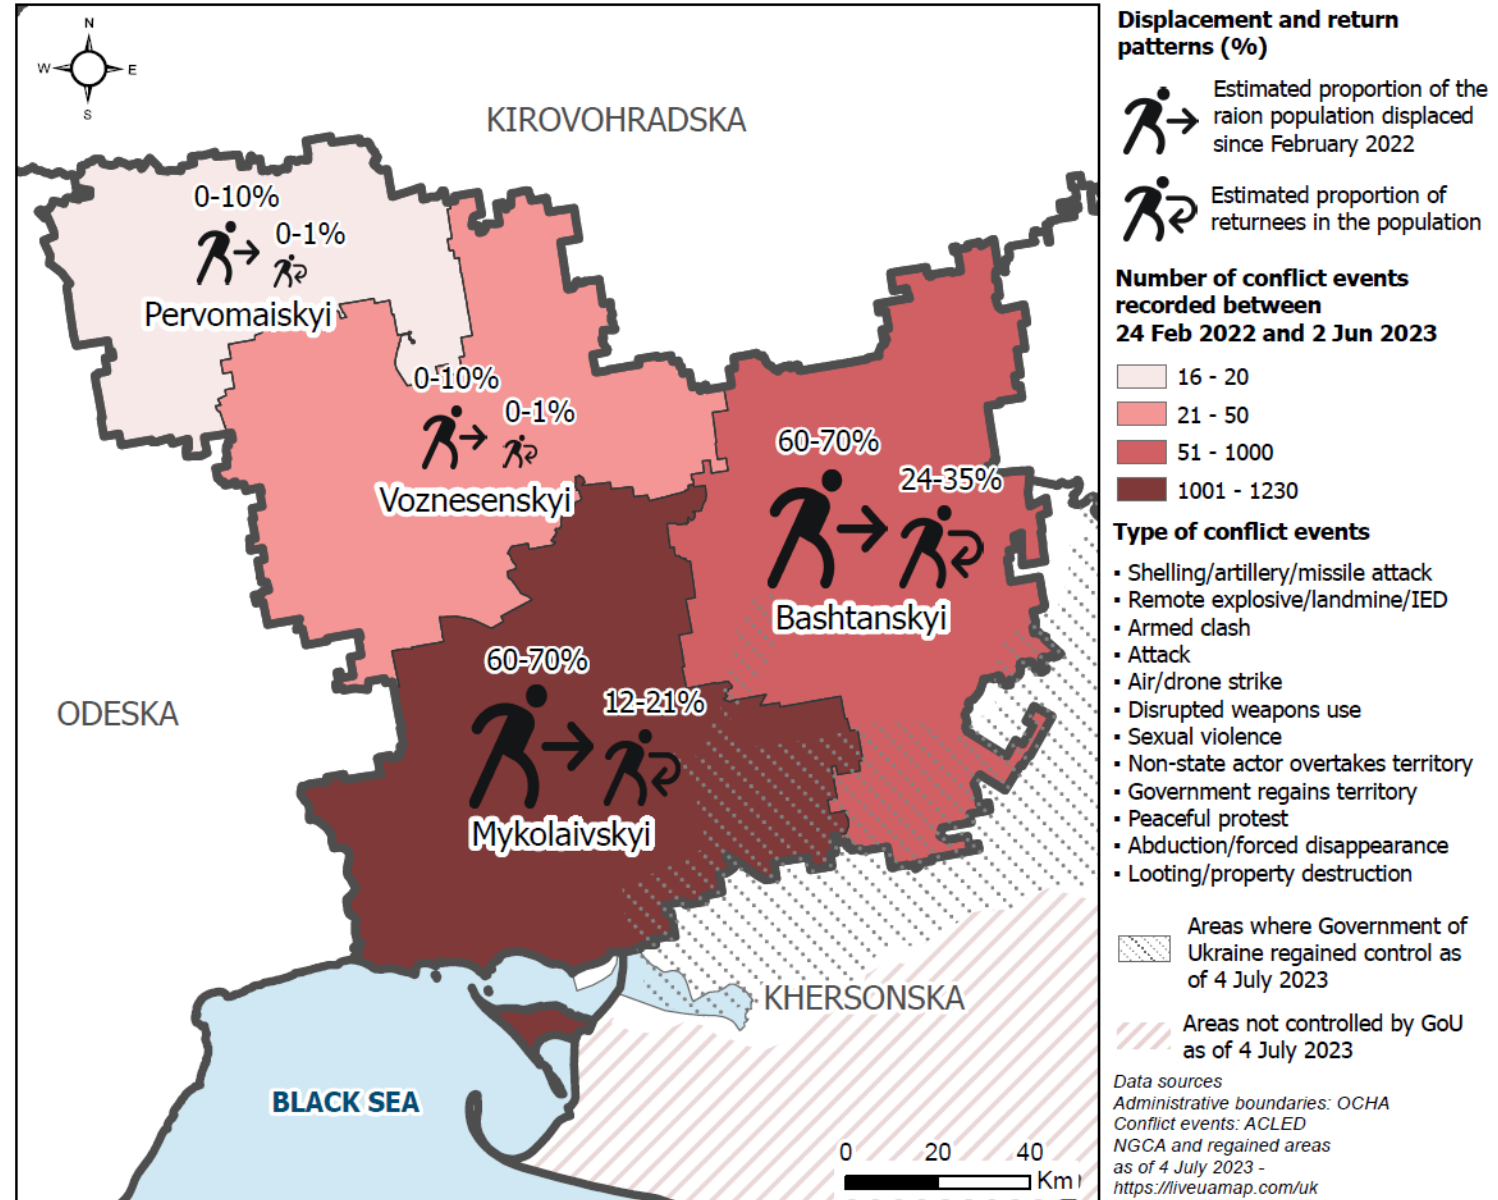 N
W
E
S
KIROVOHRADSKA
0-10%
0-1%
Pervomaiskyi
0-10%
0-1%
Voznesenskyi
60-70%
24-35%
Bashtanskyi
60-70%
12-21%
Mykolaivskyi
ODESKA
KHERSONSKA
BLACK SEA
0 20 40
Km
Displacement and return
patterns (%)
Estimated proportion of the
raion population displaced
since February 2022
Estimated proportion of
returnees in the population
Number of conflict events
recorded between
24 Feb 2022 and 2 Jun 2023
16 - 20
21 - 50
51 - 1000
1001 - 1230
Type of conflict events
▪ Shelling/artillery/missile attack
▪ Remote explosive/landmine/IED
▪ Armed clash
▪ Attack
▪ Air/drone strike
▪ Disrupted weapons use
▪ Sexual violence
▪ Non-state actor overtakes territory
▪ Government regains territory
▪ Peaceful protest
▪ Abduction/forced disappearance
▪ Looting/property destruction
Areas where Government of
Ukraine regained control as
of 4 July 2023
Areas not controlled by GoU
as of 4 July 2023
Data sources
Administrative boundaries: OCHA
Conflict events: ACLED
NGCA and regained areas
as of 4 July 2023 -
https://liveuamap.com/uk